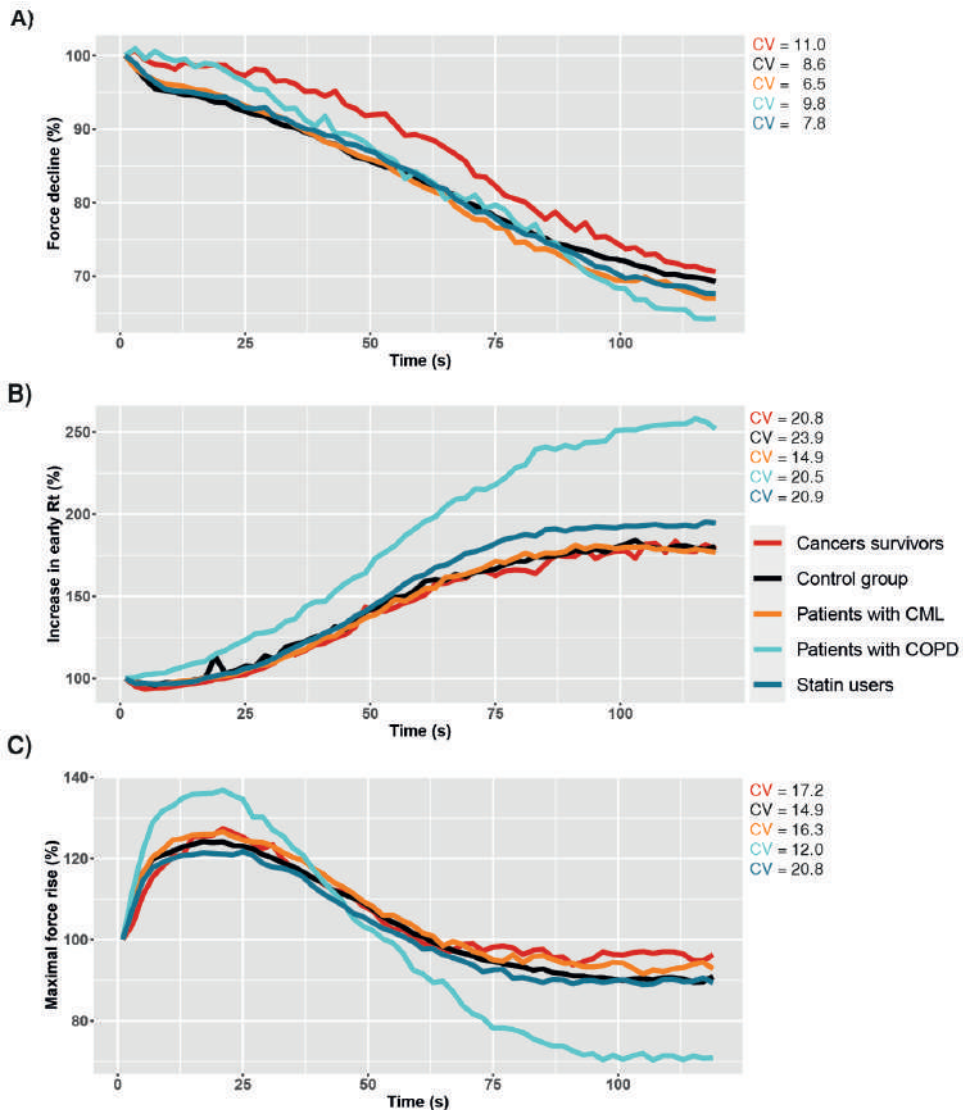 A)
100
90
80
70
Force decline (%)
0 25 50 75 100
Time (s)
CV = 11.0
CV = 8.6
CV = 6.5
CV = 9.8
CV = 7.8
B)
250
200
150
100
Increase in early Rt (%)
0 25 50 75 100
Time (s)
CV = 20.8
CV = 23.9
CV = 14.9
CV = 20.5
CV = 20.9
Cancers survivors
Control group
Patients with CML
Patients with COPD
Statin users
C)
140
120
100
80
Maximal force rise (%)
0 25 50 75 100
Time (s)
CV = 17.2
CV = 14.9
CV = 16.3
CV = 12.0
CV = 20.8